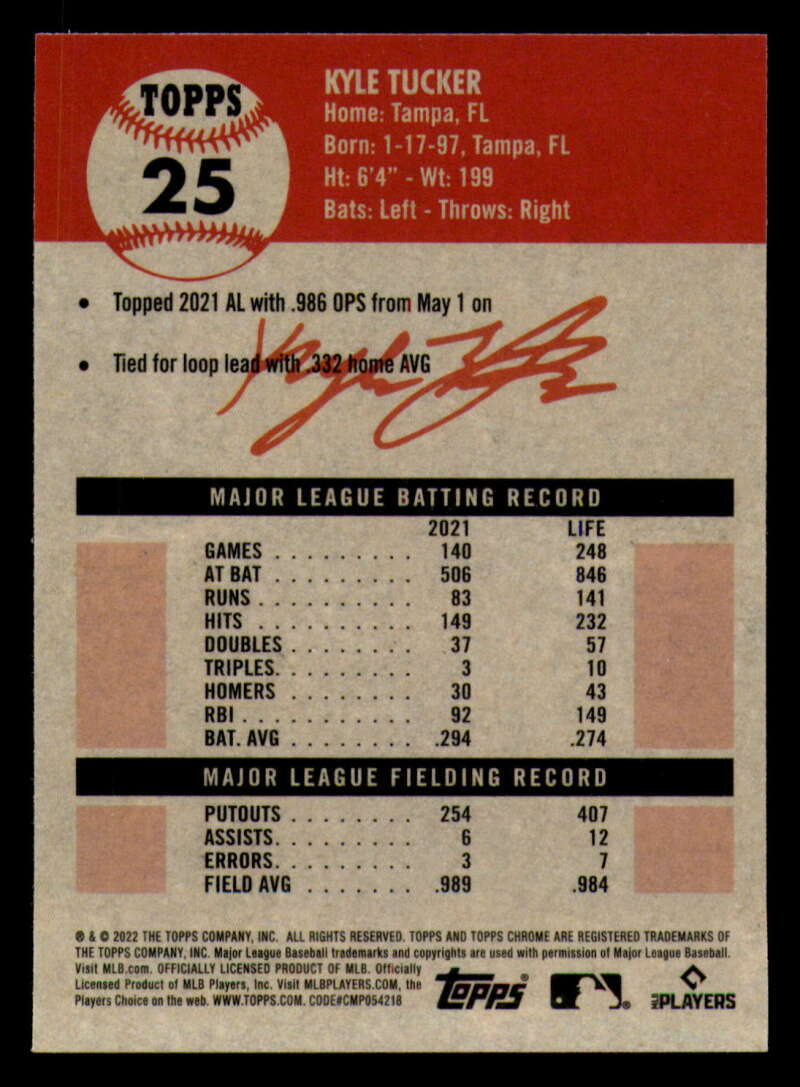 TOPPS
25
KYLE TUCKER
Home: Tampa, FL
Born: 1-17-97, Tampa, FL
Ht: 6'4" - Wt: 199
Bats: Left - Throws: Right
• Topped 2021 AL with .986 OPS from May 1 on
• Tied for loop lead with .332 home AVG
MAJOR LEAGUE BATTING RECORD
2021 LIFE
GAMES . . . . . . . . . 140 248
AT BAT . . . . . . . . . 506 846
RUNS . . . . . . . . . . 83 141
HITS . . . . . . . . . . 149 232
DOUBLES . . . . . . . . 37 57
TRIPLES. . . . . . . . . 3 10
HOMERS . . . . . . . . 30 43
RBI . . . . . . . . . . . 92 149
BAT. AVG . . . . . . . . .294 .274
MAJOR LEAGUE FIELDING RECORD
PUTOUTS . . . . . . . . 254 407
ASSISTS. . . . . . . . . 6 12
ERRORS. . . . . . . . . 3 7
FIELD AVG . . . . . . . .989 .984
® & © 2022 THE TOPPS COMPANY, INC. ALL RIGHTS RESERVED. TOPPS AND TOPPS CHROME ARE REGISTERED TRADEMARKS OF
THE TOPPS COMPANY, INC. Major League Baseball trademarks and copyrights are used with permission of Major League Baseball.
Visit MLB.com. OFFICIALLY LICENSED PRODUCT OF MLB. Officially
Licensed Product of MLB Players, Inc. Visit MLBPLAYERS.COM, the
Players Choice on the web. WWW.TOPPS.COM. CODE#CMP054218
Topps®
MLB PLAYERS